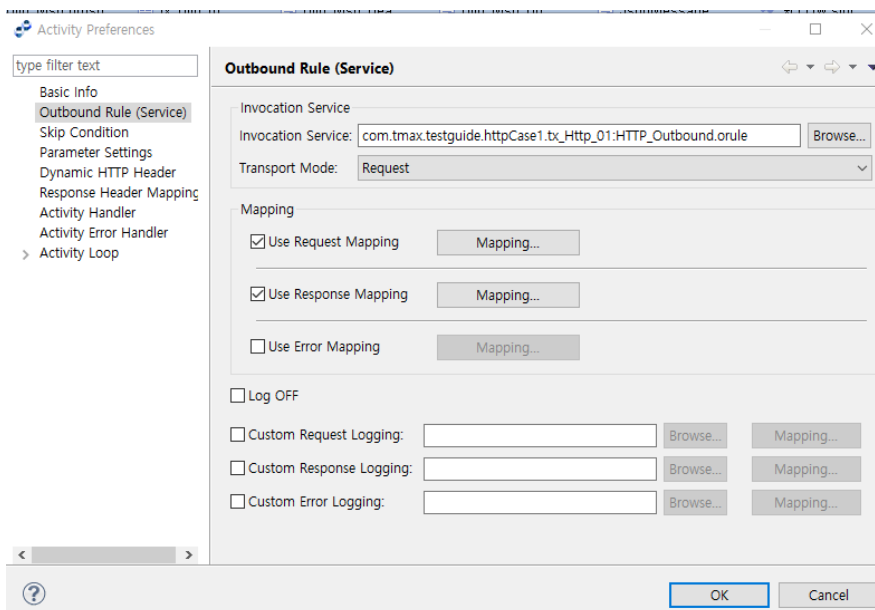 Activity Preferences
type filter text
Basic Info
Outbound Rule (Service)
Skip Condition
Parameter Settings
Dynamic HTTP Header
Response Header Mapping
Activity Handler
Activity Error Handler
Activity Loop
Outbound Rule (Service)
Invocation Service
Invocation Service: com.tmax.testguide.httpCase1.tx_Http_01:HTTP_Outbound.orule Browse...
Transport Mode: Request
Mapping
Use Request Mapping Mapping...
Use Response Mapping Mapping...
Use Error Mapping Mapping...
Log OFF
Custom Request Logging: Browse... Mapping...
Custom Response Logging: Browse... Mapping...
Custom Error Logging: Browse... Mapping...
OK Cancel